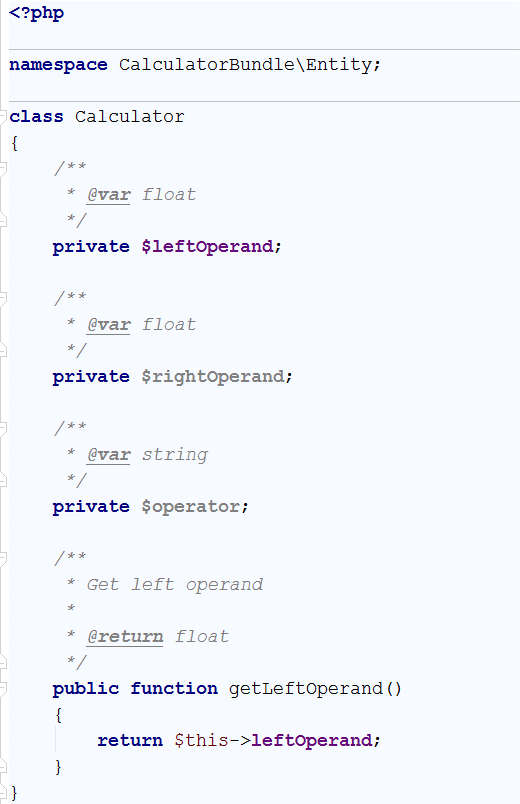 <?php
namespace CalculatorBundle\Entity;
class Calculator
{
/**
* @var float
*/
private $leftOperand;
/**
* @var float
*/
private $rightOperand;
/**
* @var string
*/
private $operator;
/**
* Get left operand
*
* @return float
*/
public function getLeftOperand()
{
return $this->leftOperand;
}
}